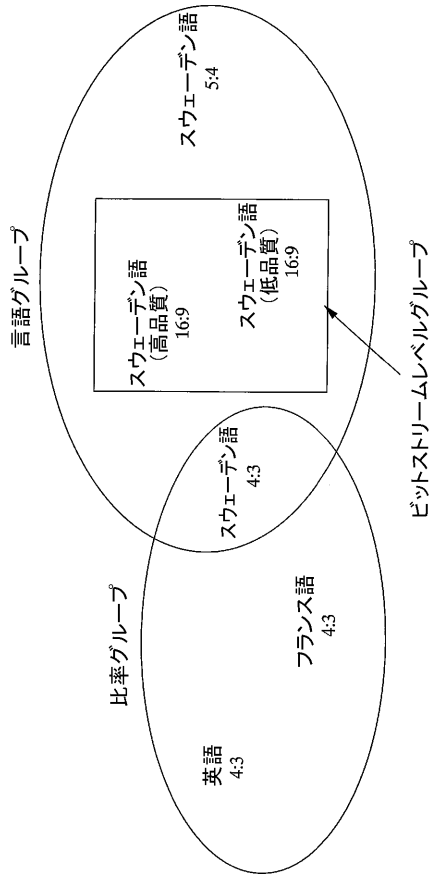 言語グループ
比率グループ
スウェーデン語
5:4
スウェーデン語
(高品質)
16:9
スウェーデン語
(低品質)
16:9
スウェーデン語
4:3
英語
4:3
フランス語
4:3
ビットストリームレベルグループ